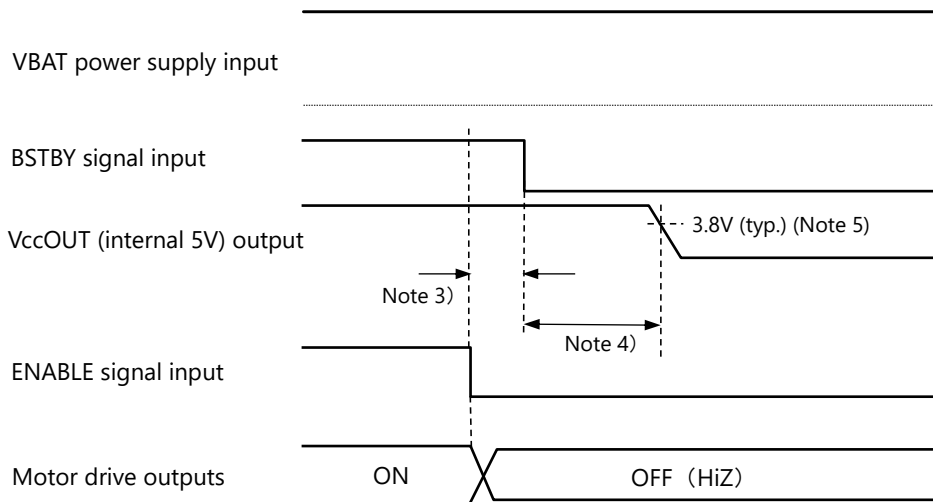 VBAT power supply input
BSTBY signal input
3.8V (typ.) (Note 5)
VccOUT (internal 5V) output
Note 3）
Note 4）
ENABLE signal input
Motor drive outputs
ON
OFF（HiZ）